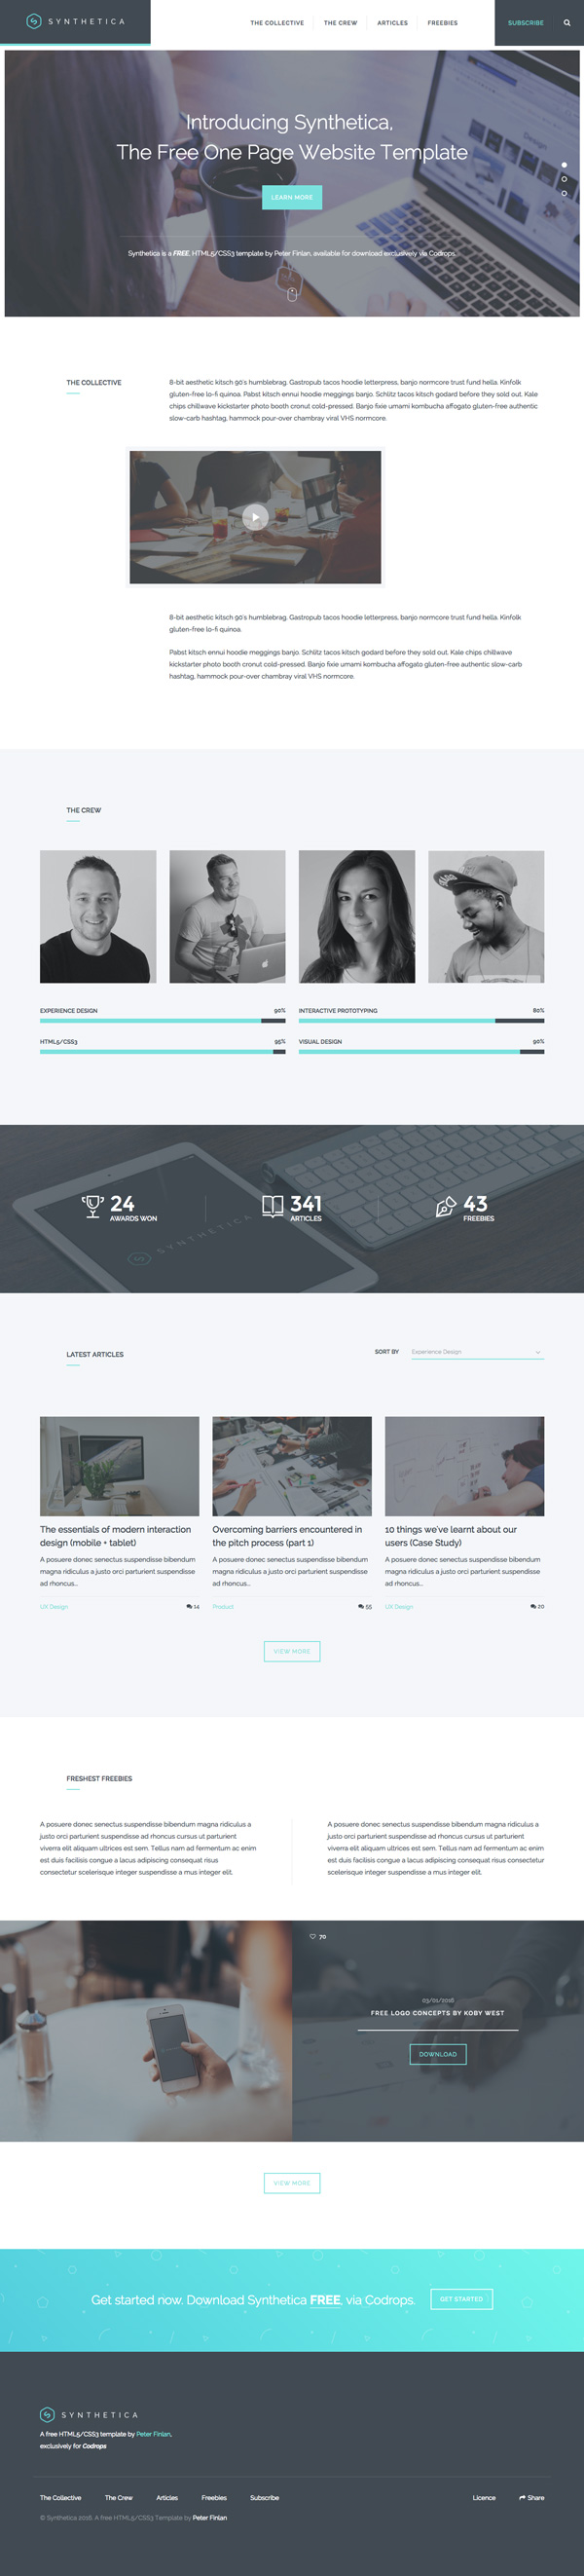 SYNTHETICA
THE COLLECTIVE
THE CREW
ARTICLES
FREEBIES
SUBSCRIBE
Design
Introducing Synthetica,
The Free One Page Website Template
LEARN MORE
Synthetica is a FREE, HTML5/CSS3 template by Peter Finlan, available for download exclusively via Codrops.
THE COLLECTIVE
8-bit aesthetic kitsch 90's humblebrag. Gastropub tacos hoodie letterpress, banjo normcore trust fund hella. Kinfolk
gluten-free lo-fi quinoa. Pabst kitsch ennui hoodie meggings banjo. Schlitz tacos kitsch godard before they sold out. Kale
chips chillwave kickstarter photo booth cronut cold-pressed. Banjo fixie umami kombucha affogato gluten-free authentic
slow-carb hashtag, hammock pour-over chambray viral VHS normcore.
8-bit aesthetic kitsch 90's humblebrag. Gastropub tacos hoodie letterpress, banjo normcore trust fund hella. Kinfolk
gluten-free lo-fi quinoa.
Pabst kitsch ennui hoodie meggings banjo. Schlitz tacos kitsch godard before they sold out. Kale chips chillwave
kickstarter photo booth cronut cold-pressed. Banjo fixie umami kombucha affogato gluten-free authentic slow-carb
hashtag, hammock pour-over chambray viral VHS normcore.
THE CREW
EXPERIENCE DESIGN 90%
INTERACTIVE PROTOTYPING 80%
HTML5/CSS3 95%
VISUAL DESIGN 90%
24
AWARDS WON
341
ARTICLES
43
FREEBIES
SYNTHETICA
LATEST ARTICLES
SORT BY
Experience Design
The essentials of modern interaction
design (mobile + tablet)
A posuere donec senectus suspendisse bibendum
magna ridiculus a justo orci parturient suspendisse
ad rhoncus...
UX Design 14
Overcoming barriers encountered in
the pitch process (part 1)
A posuere donec senectus suspendisse bibendum
magna ridiculus a justo orci parturient suspendisse
ad rhoncus...
Product 55
10 things we've learnt about our
users (Case Study)
A posuere donec senectus suspendisse bibendum
magna ridiculus a justo orci parturient suspendisse
ad rhoncus...
UX Design 20
VIEW MORE
FRESHEST FREEBIES
A posuere donec senectus suspendisse bibendum magna ridiculus a
justo orci parturient suspendisse ad rhoncus cursus ut parturient
viverra elit aliquam ultrices est sem. Tellus nam ad fermentum ac enim
est duis facilisis congue a lacus adipiscing consequat risus
consectetur scelerisque integer suspendisse a mus integer elit.
A posuere donec senectus suspendisse bibendum magna ridiculus a
justo orci parturient suspendisse ad rhoncus cursus ut parturient
viverra elit aliquam ultrices est sem. Tellus nam ad fermentum ac enim
est duis facilisis congue a lacus adipiscing consequat risus consectetur
scelerisque integer suspendisse a mus integer elit.
70
03/01/2016
FREE LOGO CONCEPTS BY KOBY WEST
DOWNLOAD
VIEW MORE
Get started now. Download Synthetica FREE, via Codrops.
GET STARTED
SYNTHETICA
A free HTML5/CSS3 template by Peter Finlan,
exclusively for Codrops
The Collective
The Crew
Articles
Freebies
Subscribe
Licence
Share
© Synthetica 2016. A free HTML5/CSS3 Template by Peter Finlan